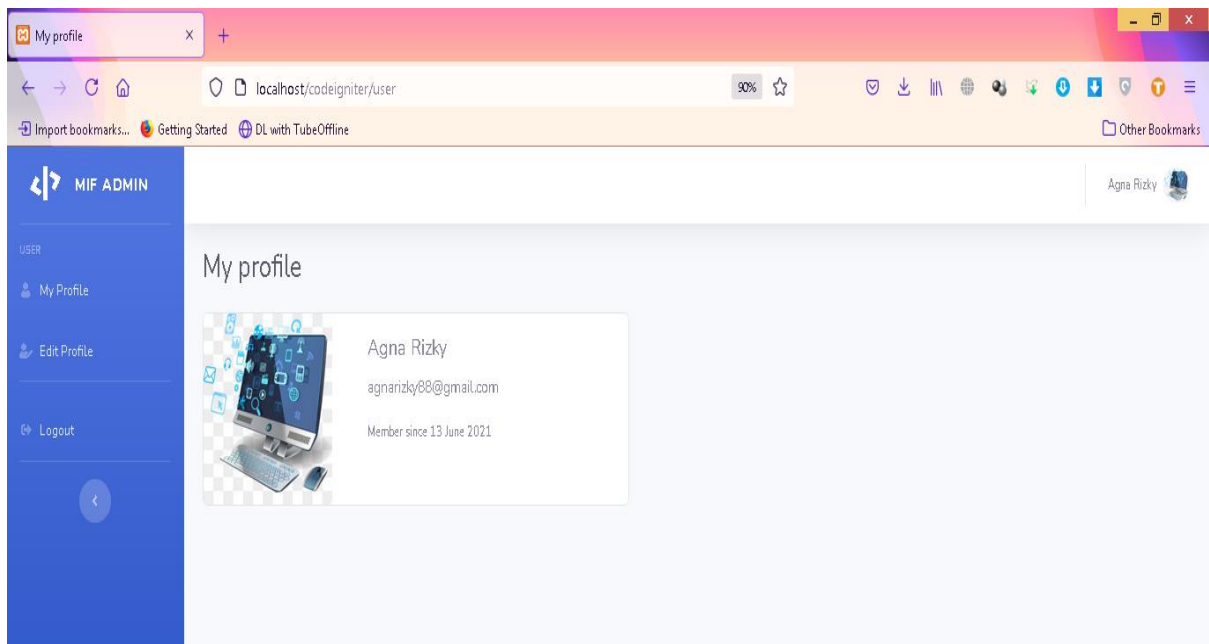 My profile
localhost/codeigniter/user
90%
Import bookmarks...
Getting Started
DL with TubeOffline
Other Bookmarks
MIF ADMIN
Agna Rizky
USER
My Profile
Edit Profile
Logout
My profile
Agna Rizky
agnarizky88@gmail.com
Member since 13 June 2021